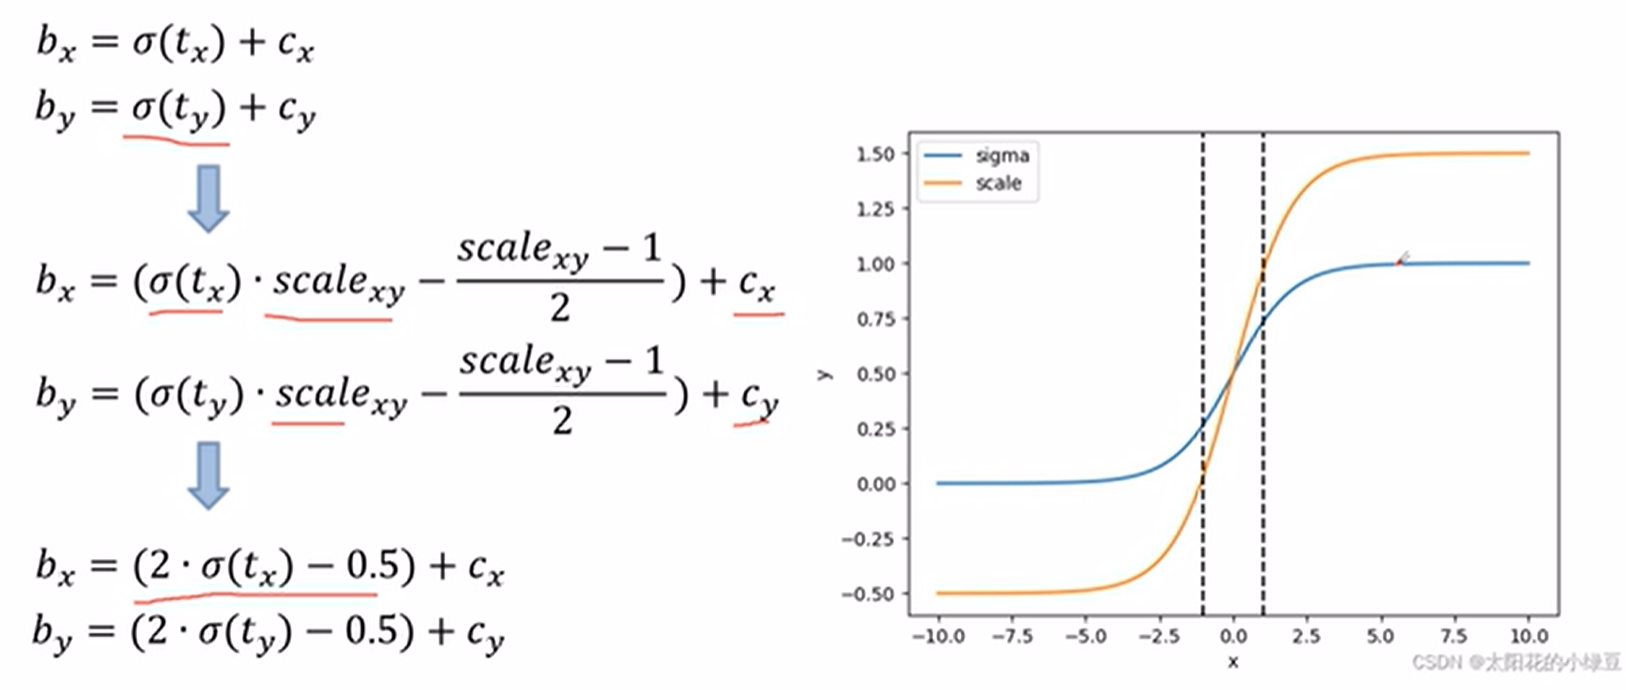 b_x = σ(t_x) + c_x
b_y = σ(t_y) + c_y
b_x = (σ(t_x) · scale_xy − (scale_xy − 1)/2) + c_x
b_y = (σ(t_y) · scale_xy − (scale_xy − 1)/2) + c_y
b_x = (2 · σ(t_x) − 0.5) + c_x
b_y = (2 · σ(t_y) − 0.5) + c_y
sigma
scale
1.50
1.25
1.00
0.75
0.50
0.25
0.00
−0.25
−0.50
y
−10.0 −7.5 −5.0 −2.5 0.0 2.5 5.0 7.5 10.0
x
CSDN @太阳花的小绿豆